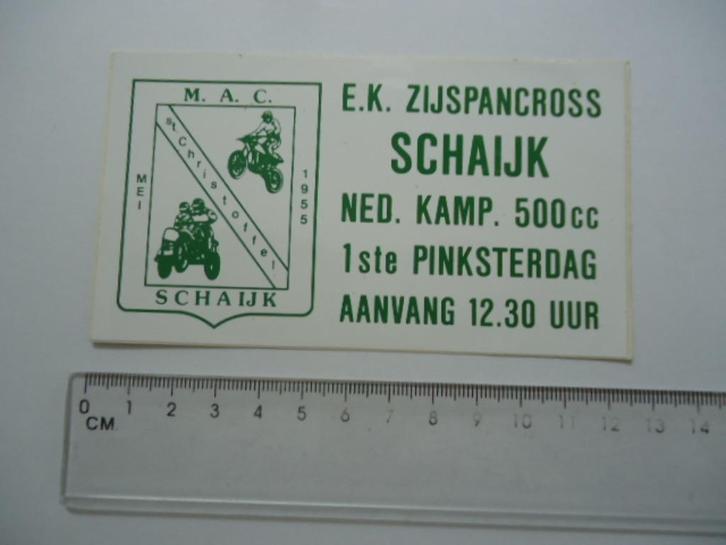 M. A. C.
st. Christoffel
MEI
1955
SCHAIJK
E.K. ZIJSPANCROSS
SCHAIJK
NED. KAMP. 500cc
1ste PINKSTERDAG
AANVANG 12.30 UUR
0 1 2 3 4 5 6 7 8 9 10 11 12 13 14
CM